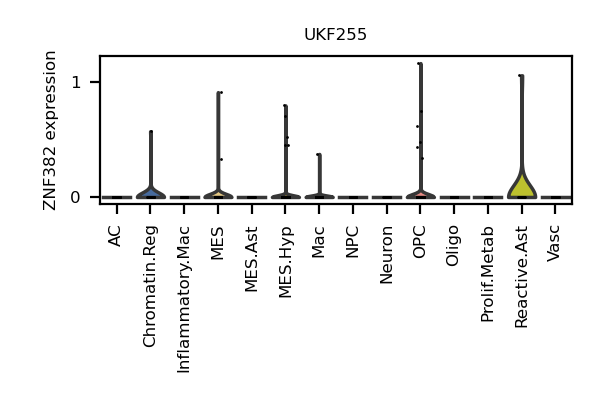 UKF255
ZNF382 expression
1
0
AC
Chromatin.Reg
Inflammatory.Mac
MES
MES.Ast
MES.Hyp
Mac
NPC
Neuron
OPC
Oligo
Prolif.Metab
Reactive.Ast
Vasc